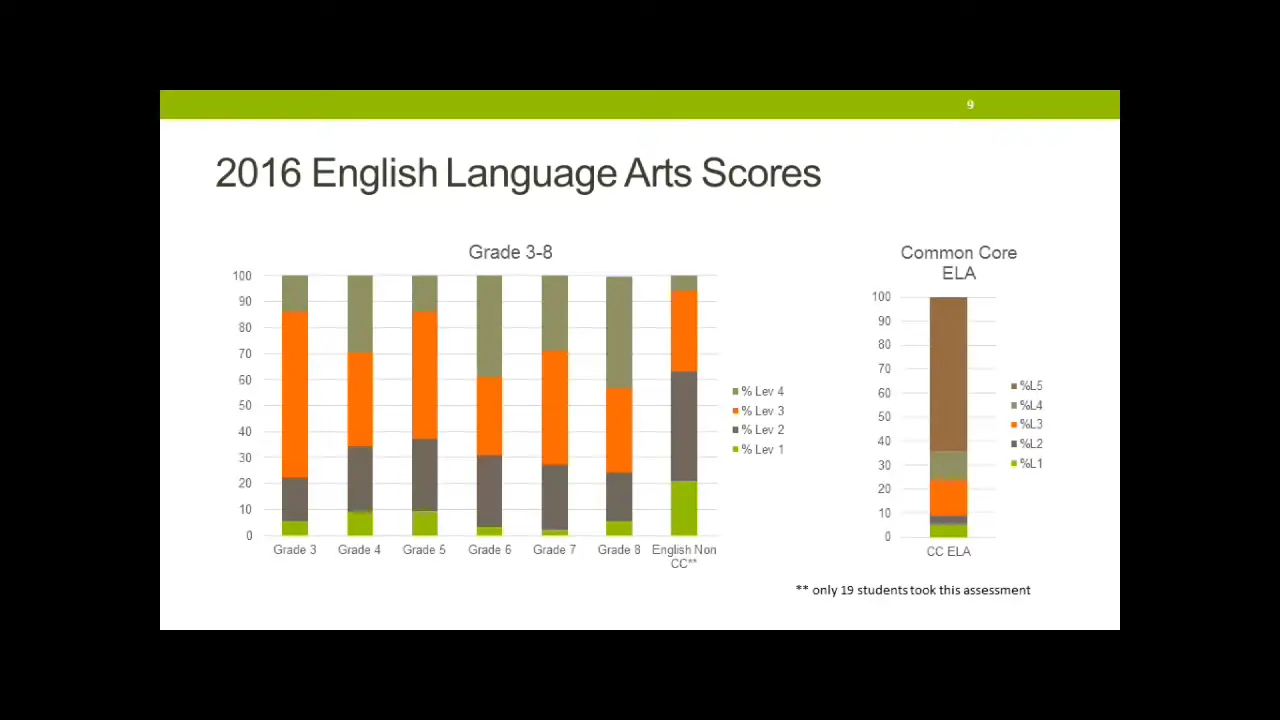 9
2016 English Language Arts Scores
Grade 3-8
100
90
80
70
60
50
40
30
20
10
0
Grade 3
Grade 4
Grade 5
Grade 6
Grade 7
Grade 8
English Non
CC**
% Lev 4
% Lev 3
% Lev 2
% Lev 1
Common Core
ELA
100
90
80
70
60
50
40
30
20
10
0
CC ELA
%L5
%L4
%L3
%L2
%L1
** only 19 students took this assessment